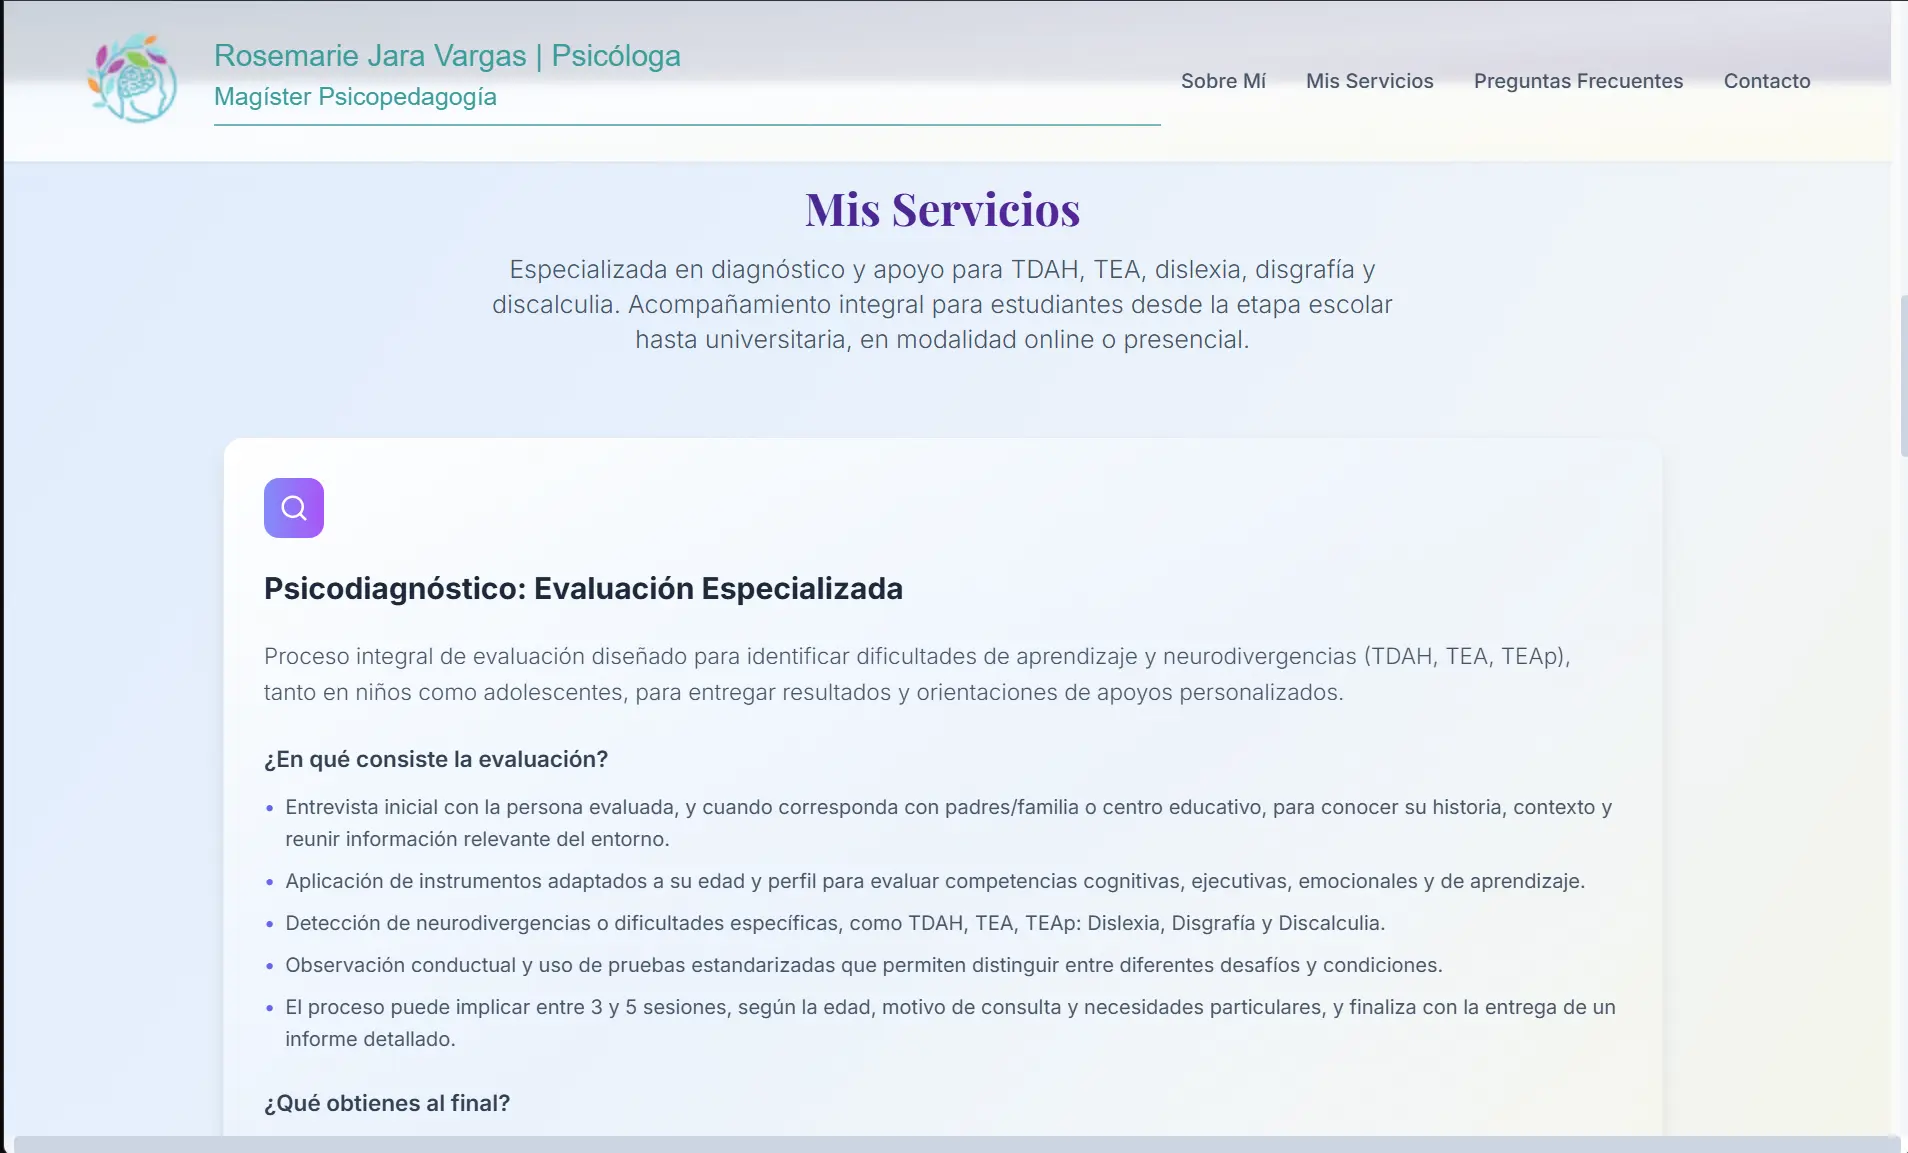 Rosemarie Jara Vargas | Psicóloga
Magíster Psicopedagogía
Sobre Mí
Mis Servicios
Preguntas Frecuentes
Contacto
Mis Servicios
Especializada en diagnóstico y apoyo para TDAH, TEA, dislexia, disgrafía y
discalculia. Acompañamiento integral para estudiantes desde la etapa escolar
hasta universitaria, en modalidad online o presencial.
Psicodiagnóstico: Evaluación Especializada
Proceso integral de evaluación diseñado para identificar dificultades de aprendizaje y neurodivergencias (TDAH, TEA, TEAp),
tanto en niños como adolescentes, para entregar resultados y orientaciones de apoyos personalizados.
¿En qué consiste la evaluación?
• Entrevista inicial con la persona evaluada, y cuando corresponda con padres/familia o centro educativo, para conocer su historia, contexto y
reunir información relevante del entorno.
• Aplicación de instrumentos adaptados a su edad y perfil para evaluar competencias cognitivas, ejecutivas, emocionales y de aprendizaje.
• Detección de neurodivergencias o dificultades específicas, como TDAH, TEA, TEAp: Dislexia, Disgrafía y Discalculia.
• Observación conductual y uso de pruebas estandarizadas que permiten distinguir entre diferentes desafíos y condiciones.
• El proceso puede implicar entre 3 y 5 sesiones, según la edad, motivo de consulta y necesidades particulares, y finaliza con la entrega de un
informe detallado.
¿Qué obtienes al final?